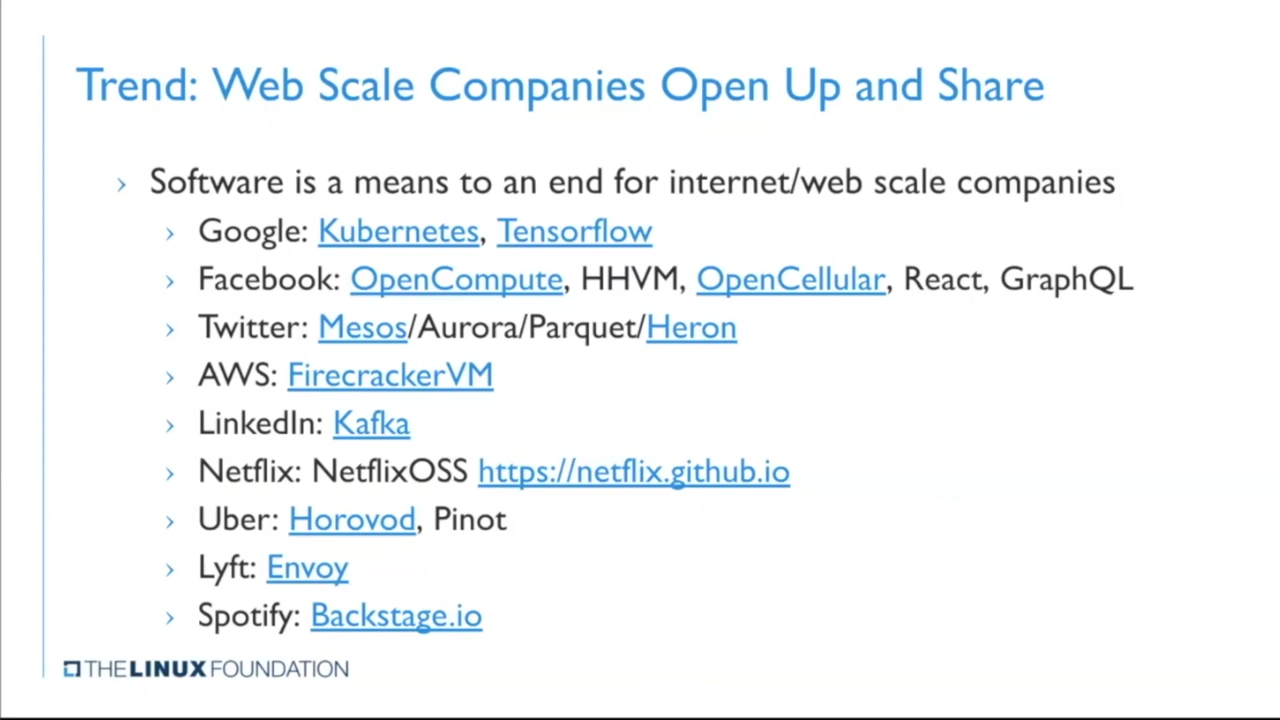 Trend: Web Scale Companies Open Up and Share
› Software is a means to an end for internet/web scale companies
› Google: Kubernetes, Tensorflow
› Facebook: OpenCompute, HHVM, OpenCellular, React, GraphQL
› Twitter: Mesos/Aurora/Parquet/Heron
› AWS: FirecrackerVM
› LinkedIn: Kafka
› Netflix: NetflixOSS https://netflix.github.io
› Uber: Horovod, Pinot
› Lyft: Envoy
› Spotify: Backstage.io
THE LINUX FOUNDATION